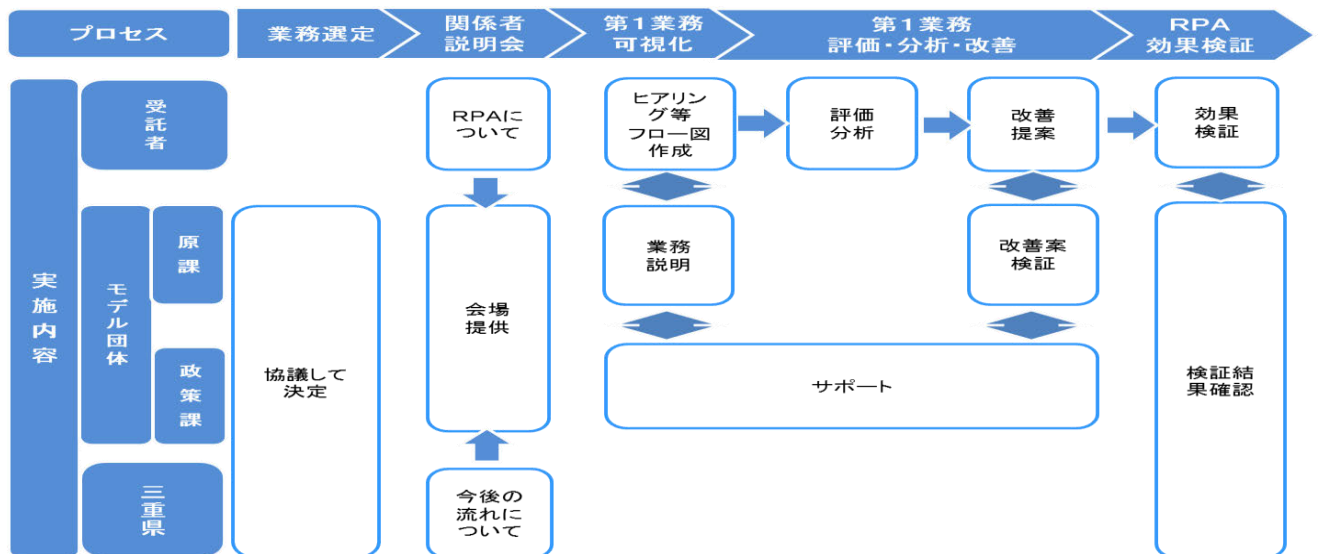 プロセス
業務選定
関係者
説明会
第1業務
可視化
第1業務
評価・分析・改善
RPA
効果検証
実施内容
受託者
RPAに
ついて
ヒアリン
グ等
フロー図
作成
評価
分析
改善
提案
効果
検証
モデル団体
原課
政策課
協議して
決定
会場
提供
業務
説明
改善案
検証
サポート
検証結
果確認
三重県
今後の
流れに
ついて